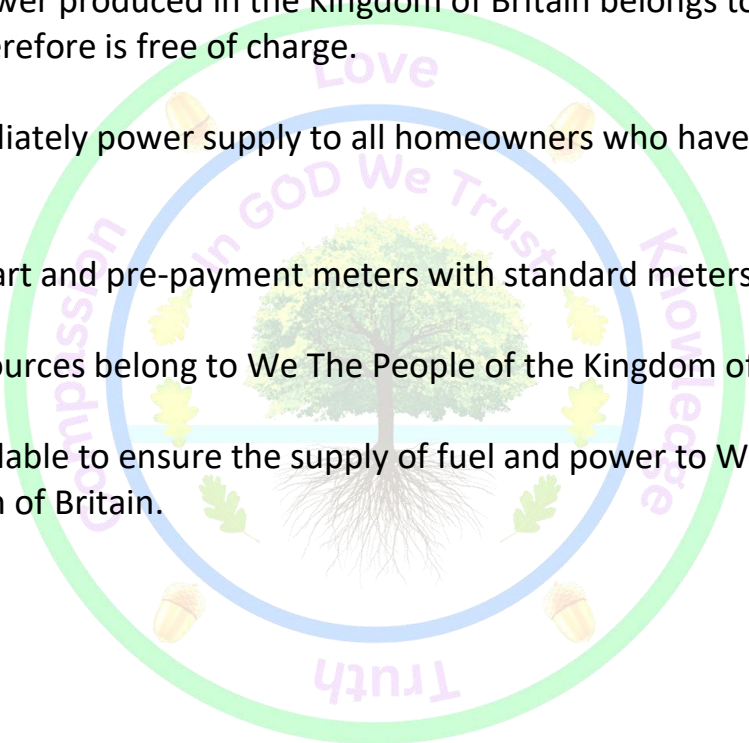 wer produced in the Kingdom of Britain belongs to
erefore is free of charge.
Love
liately power supply to all homeowners who have
In GOD We Trust
Compassion
Knowledge
art and pre-payment meters with standard meters
ources belong to We The People of the Kingdom of
lable to ensure the supply of fuel and power to W
n of Britain.
Truth